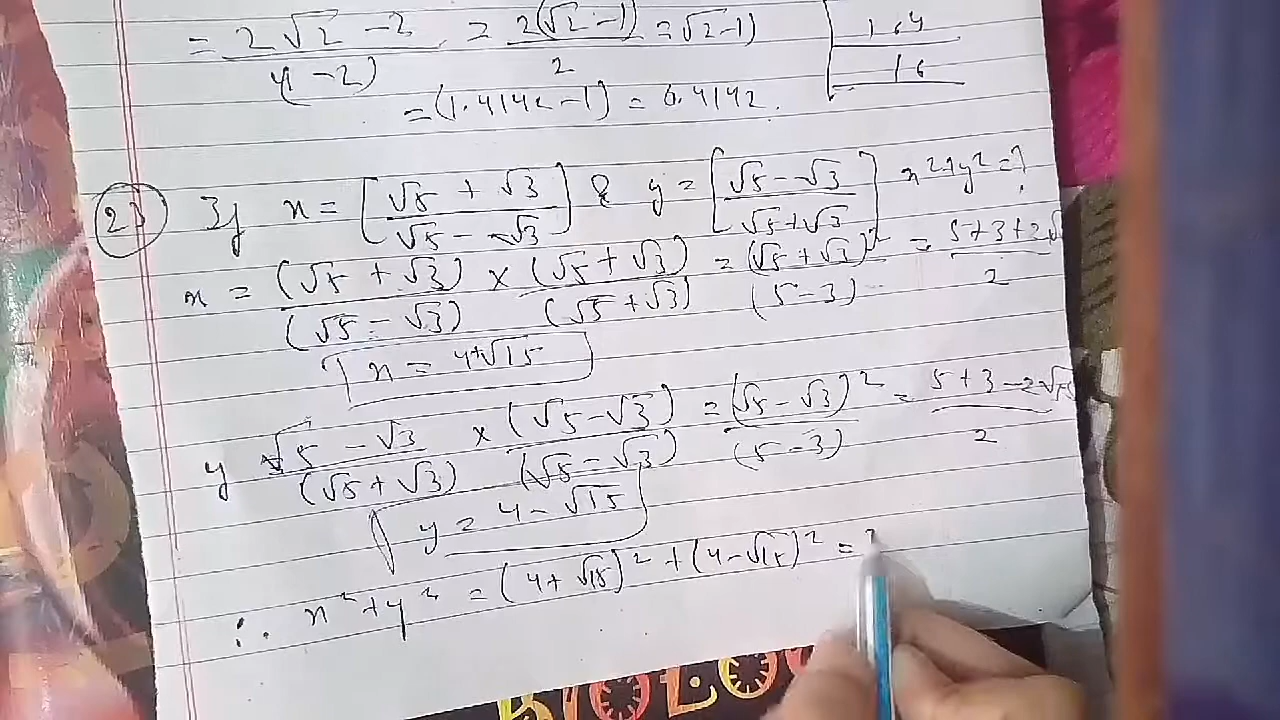 = (2√2 - 2)/(4 - 2) = 2(√2 - 1)/2 = √2 - 1)
164
16
= (1.4142 - 1) = 0.4142.
23 If x = [(√5 + √3)/(√5 - √3)] & y = [(√5 - √3)/(√5 + √3)] x² + y² = ?
x = (√5 + √3)/(√5 - √3) × (√5 + √3)/(√5 + √3) = (√5 + √3)²/(5 - 3) = (5 + 3 + 2√)/2
x = 4 + √15
y √5 - √3/(√5 + √3) × (√5 - √3)/(√5 - √3) = (√5 - √3)²/(5 - 3) = (5 + 3 - 2√15)/2
y = 4 - √15
∴ x² + y² = (4 + √15)² + (4 - √15)² =
BIOLO